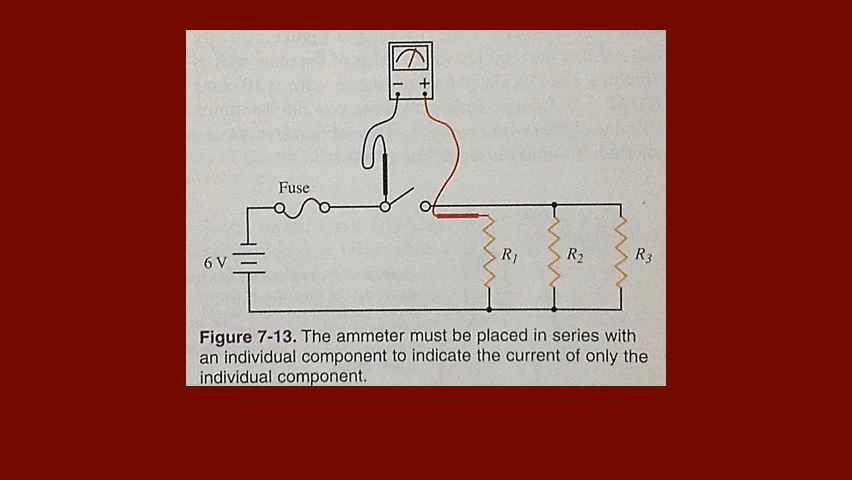 − +
Fuse
6 V
R1 R2 R3
Figure 7-13. The ammeter must be placed in series with
an individual component to indicate the current of only the
individual component.